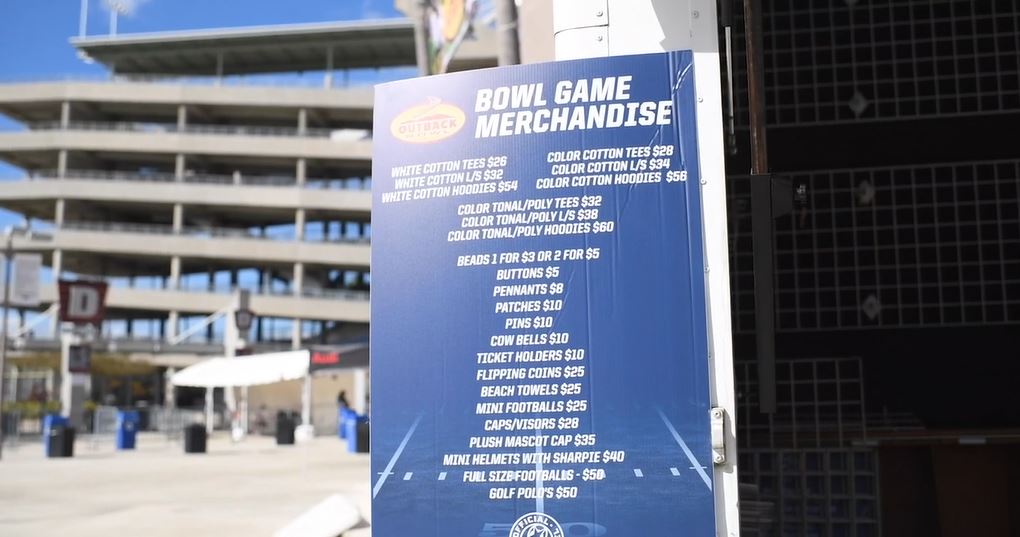 OUTBACK
BOWL
BOWL GAME
MERCHANDISE
WHITE COTTON TEES $26
WHITE COTTON L/S $32
WHITE COTTON HOODIES $54
COLOR COTTON TEES $28
COLOR COTTON L/S $34
COLOR COTTON HOODIES $56
COLOR TONAL/POLY TEES $32
COLOR TONAL/POLY L/S $38
COLOR TONAL/POLY HOODIES $60
BEADS 1 FOR $3 OR 2 FOR $5
BUTTONS $5
PENNANTS $8
PATCHES $10
PINS $10
COW BELLS $10
TICKET HOLDERS $10
FLIPPING COINS $25
BEACH TOWELS $25
MINI FOOTBALLS $25
CAPS/VISORS $28
PLUSH MASCOT CAP $35
MINI HELMETS WITH SHARPIE $40
FULL SIZE FOOTBALLS - $50
GOLF POLO'S $50
OFFICIAL
D
Audi